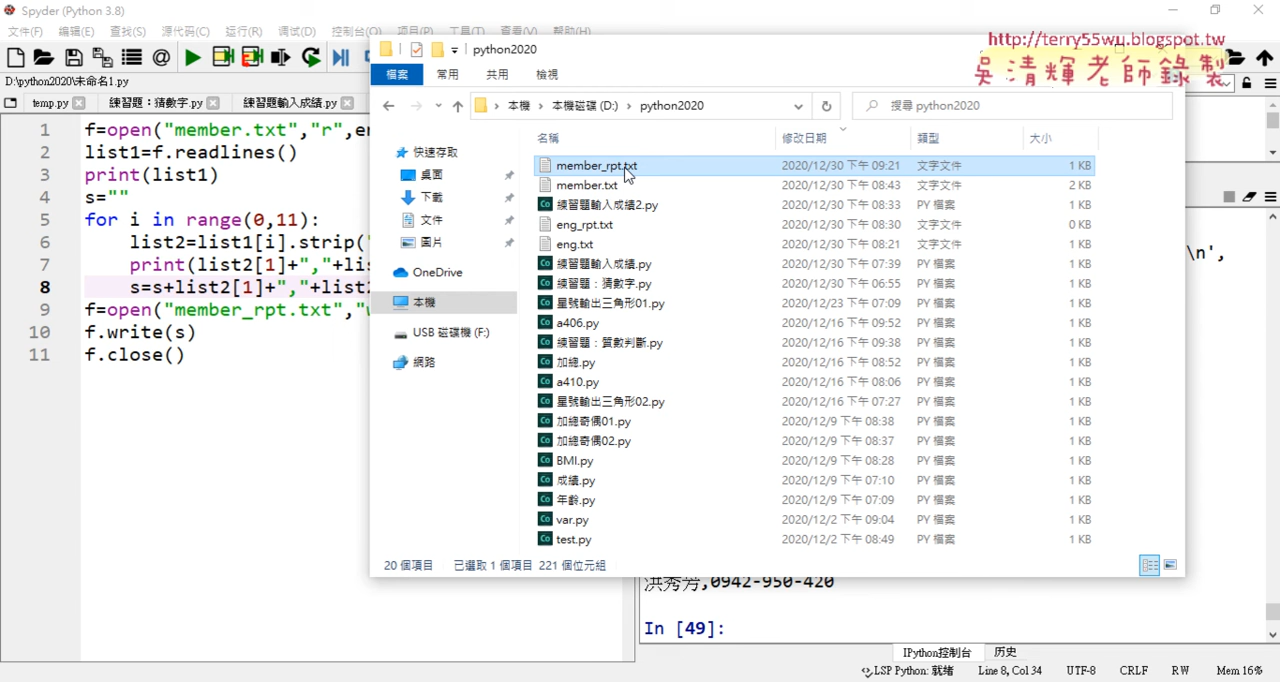 Spyder (Python 3.8)
文件(F) 编辑(E) 查找(S) 源代码(C) 运行(R) 调试(D) 控制台(O) 项目(P) 工具(T) 查看(V) 帮助(H)
D:\python2020\未命名1.py
temp.py 練習題：猜數字.py 練習題輸入成績.py
1 f=open("member.txt","r",en
2 list1=f.readlines()
3 print(list1)
4 s=""
5 for i in range(0,11):
6 list2=list1[i].strip("
7 print(list2[1]+","+lis
8 s=s+list2[1]+","+list2
9 f=open("member_rpt.txt","w
10 f.write(s)
11 f.close()
python2020
檔案 常用 共用 檢視
本機 本機磁碟 (D:) python2020
搜尋 python2020
http://terry55wu.blogspot.tw
吳清輝老師錄製
快速存取
桌面
下載
文件
圖片
OneDrive
本機
USB 磁碟機 (F:)
網路
名稱 修改日期 類型 大小
member_rpt.txt 2020/12/30 下午 09:21 文字文件 1 KB
member.txt 2020/12/30 下午 08:43 文字文件 2 KB
練習題輸入成績2.py 2020/12/30 下午 08:33 PY 檔案 1 KB
eng_rpt.txt 2020/12/30 下午 08:30 文字文件 0 KB
eng.txt 2020/12/30 下午 08:21 文字文件 1 KB
練習題輸入成績.py 2020/12/30 下午 07:39 PY 檔案 1 KB
練習題：猜數字.py 2020/12/30 下午 06:55 PY 檔案 1 KB
星號輸出三角形01.py 2020/12/23 下午 07:09 PY 檔案 1 KB
a406.py 2020/12/16 下午 09:52 PY 檔案 1 KB
練習題：質數判斷.py 2020/12/16 下午 09:38 PY 檔案 1 KB
加總.py 2020/12/16 下午 08:52 PY 檔案 1 KB
a410.py 2020/12/16 下午 08:06 PY 檔案 1 KB
星號輸出三角形02.py 2020/12/16 下午 07:27 PY 檔案 1 KB
加總奇偶01.py 2020/12/9 下午 08:38 PY 檔案 1 KB
加總奇偶02.py 2020/12/9 下午 08:37 PY 檔案 1 KB
BMI.py 2020/12/9 下午 08:28 PY 檔案 1 KB
成績.py 2020/12/9 下午 07:10 PY 檔案 1 KB
年齡.py 2020/12/9 下午 07:09 PY 檔案 1 KB
var.py 2020/12/2 下午 09:04 PY 檔案 1 KB
test.py 2020/12/2 下午 08:49 PY 檔案 1 KB
20 個項目 已選取 1 個項目 221 個位元組
\n',
洪秀芳,0942-950-420
In [49]:
IPython控制台 历史
LSP Python: 就绪 Line 8, Col 34 UTF-8 CRLF RW Mem 16%